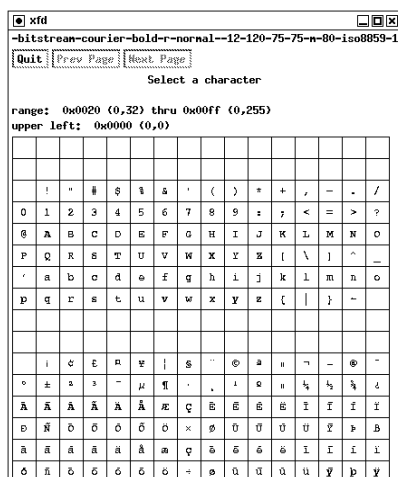 xfd
-bitstream-courier-bold-r-normal--12-120-75-75-m-80-iso8859-1
Quit Prev Page Next Page
Select a character
range: 0x0020 (0,32) thru 0x00ff (0,255)
upper left: 0x0000 (0,0)
! " # $ % & ' ( ) * + , - . /
0 1 2 3 4 5 6 7 8 9 : ; < = > ?
@ A B C D E F G H I J K L M N O
P Q R S T U V W X Y Z [ \ ] ^ _
` a b c d e f g h i j k l m n o
p q r s t u v w x y z { | } ~
¡ ¢ £ ¤ ¥ ¦ § ¨ © ª « ¬ - ® ¯
° ± ² ³ ´ µ ¶ · ¸ ¹ º » ¼ ½ ¾ ¿
À Á Â Ã Ä Å Æ Ç È É Ê Ë Ì Í Î Ï
Ð Ñ Ò Ó Ô Õ Ö × Ø Ù Ú Û Ü Ý Þ ß
à á â ã ä å æ ç è é ê ë ì í î ï
ð ñ ò ó ô õ ö ÷ ø ù ú û ü ý þ ÿ